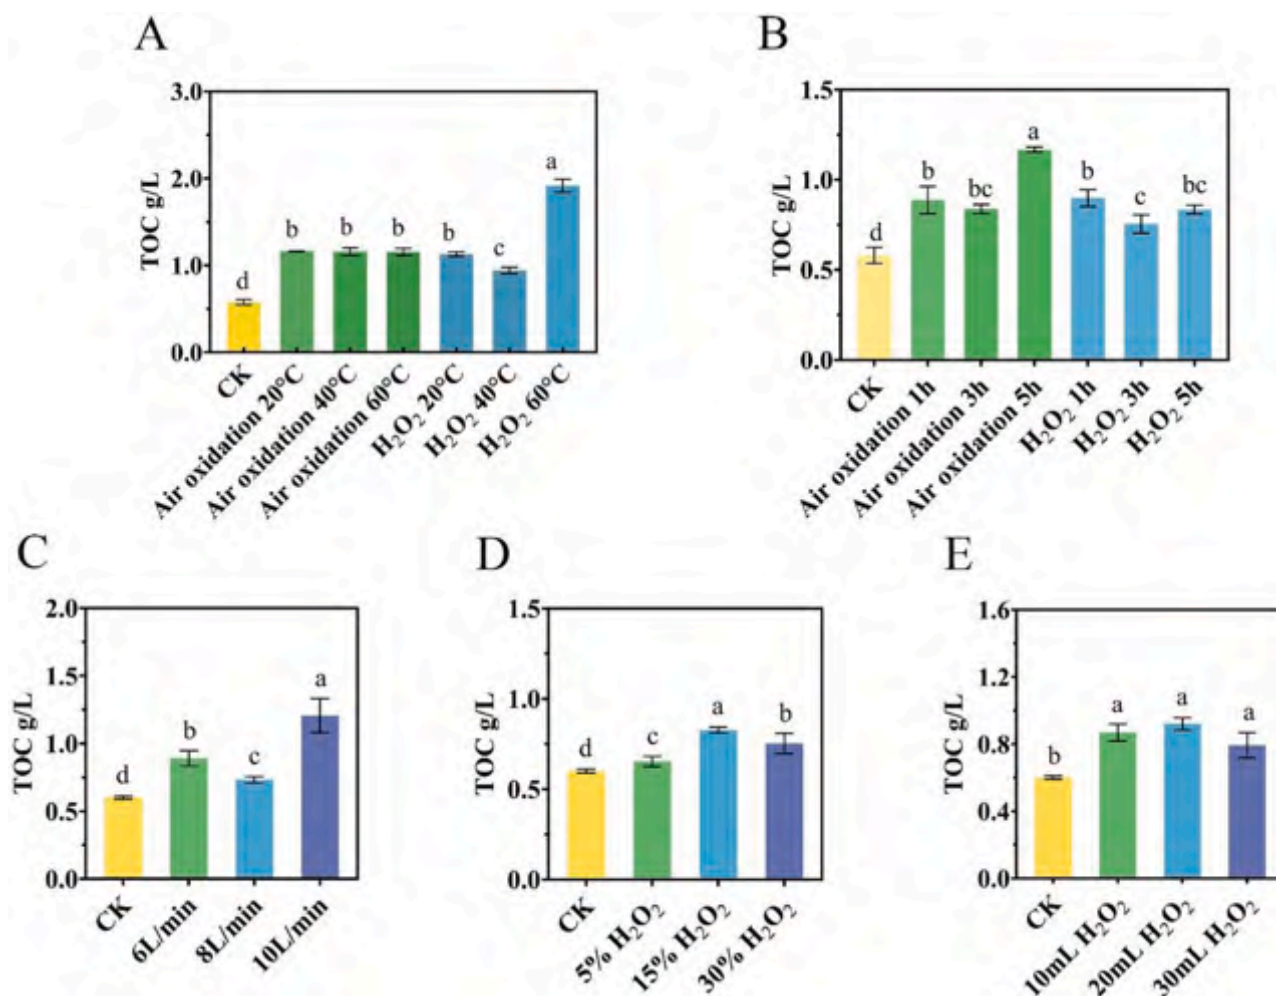 A
TOC g/L
3.0
2.0
1.0
0.0
d
b
b
b
b
c
a
CK
Air oxidation 20°C
Air oxidation 40°C
Air oxidation 60°C
H₂O₂ 20°C
H₂O₂ 40°C
H₂O₂ 60°C
B
TOC g/L
1.5
1.0
0.5
0.0
d
b
bc
a
b
c
bc
CK
Air oxidation 1h
Air oxidation 3h
Air oxidation 5h
H₂O₂ 1h
H₂O₂ 3h
H₂O₂ 5h
C
TOC g/L
2.0
1.5
1.0
0.5
0.0
d
b
c
a
CK
6L/min
8L/min
10L/min
D
TOC g/L
1.5
1.0
0.5
0.0
d
c
a
b
CK
5% H₂O₂
15% H₂O₂
30% H₂O₂
E
TOC g/L
1.6
1.2
0.8
0.4
0.0
b
a
a
a
CK
10mL H₂O₂
20mL H₂O₂
30mL H₂O₂